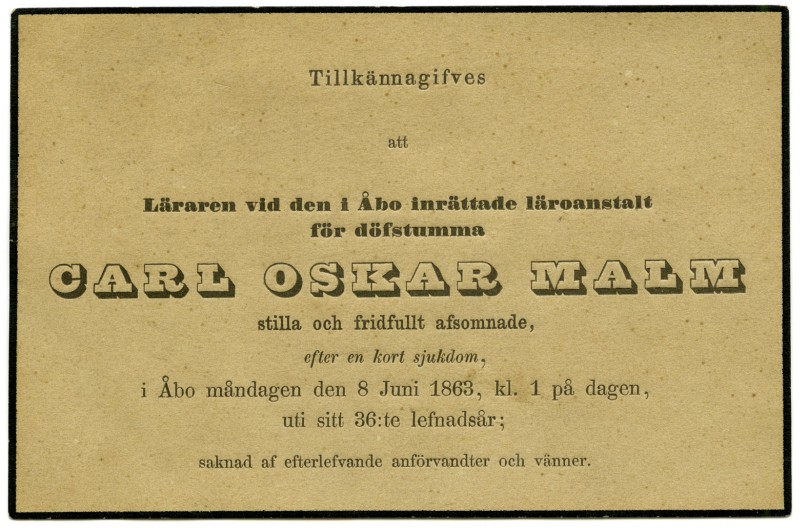 Tillkännagifves
att
Läraren vid den i Åbo inrättade läroanstalt
för döfstumma
CARL OSKAR MALM
stilla och fridfullt afsomnade,
efter en kort sjukdom,
i Åbo måndagen den 8 Juni 1863, kl. 1 på dagen,
uti sitt 36:te lefnadsår;
saknad af efterlefvande anförvandter och vänner.